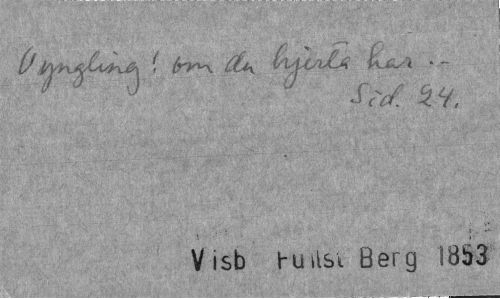 O yngling! om du hjerta har .-
Sid. 24.
Visb Fullst Berg 1853